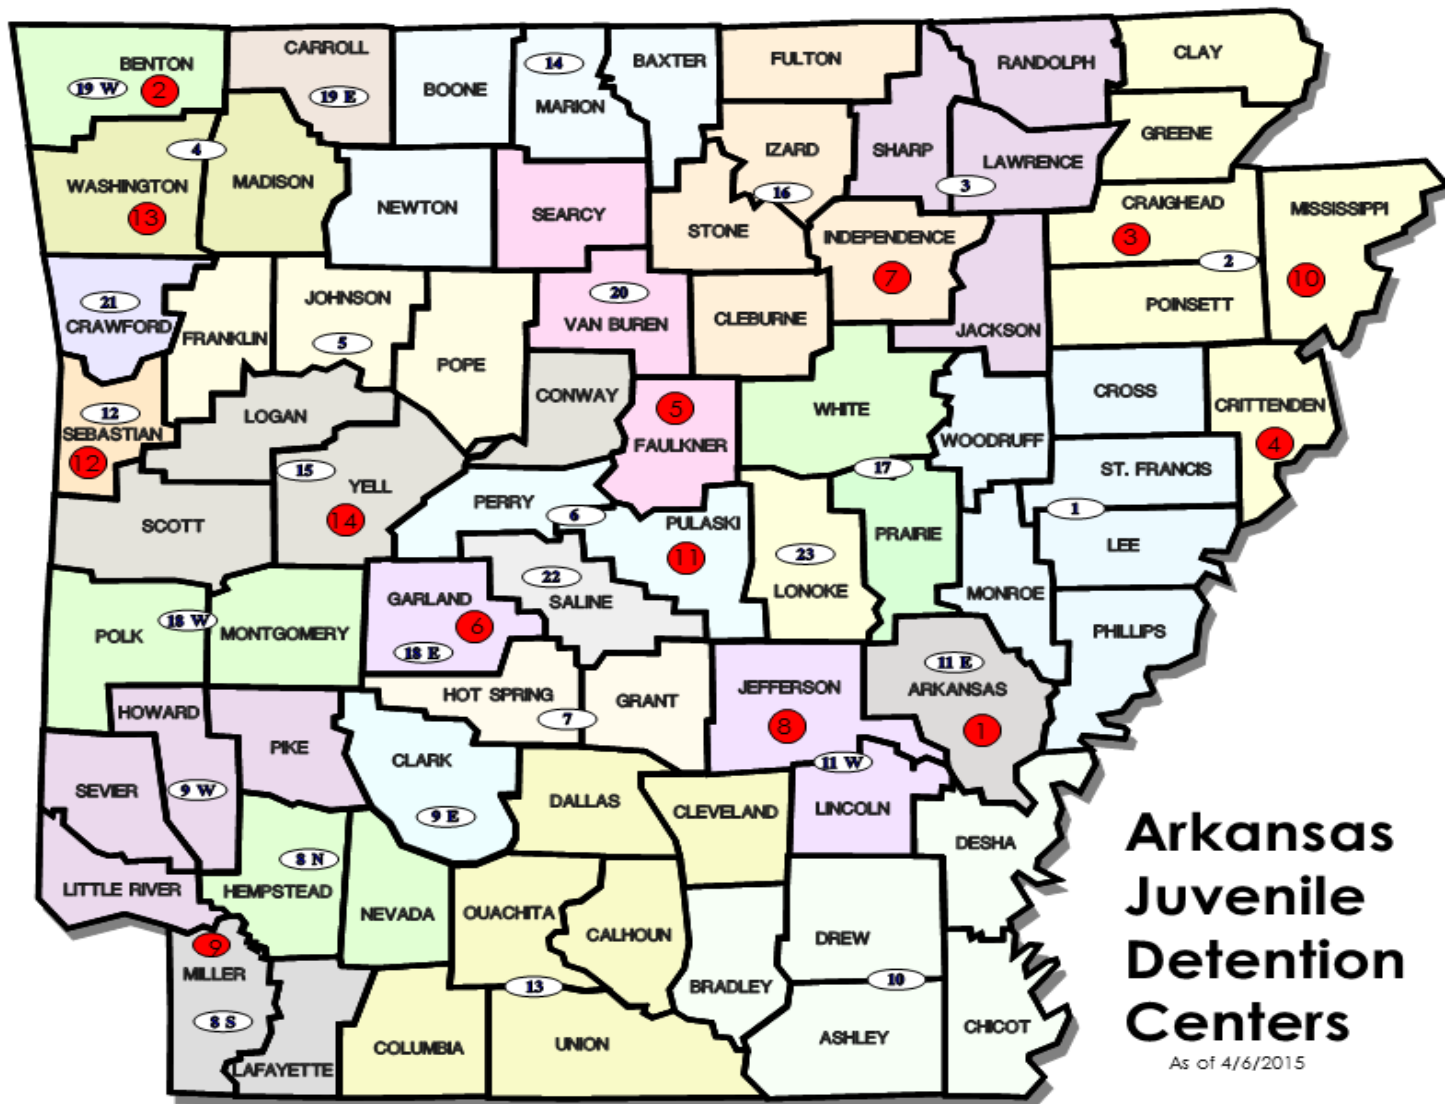 CARROLL
CLAY
BENTON
14
BAXTER
FULTON
RANDOLPH
19 W
2
19 E
BOONE
MARION
GREENE
4
IZARD
SHARP
LAWRENCE
WASHINGTON
MADISON
16
3
13
NEWTON
SEARCY
STONE
INDEPENDENCE
CRAIGHEAD
MISSISSIPPI
3
2
7
10
21
JOHNSON
20
CRAWFORD
FRANKLIN
VAN BUREN
CLEBURNE
JACKSON
POINSETT
5
POPE
CONWAY
5
WHITE
CROSS
12
LOGAN
CRITTENDEN
SEBASTIAN
FAULKNER
WOODRUFF
4
12
15
17
ST. FRANCIS
YELL
PERRY
6
1
SCOTT
14
PULASKI
PRAIRIE
LEE
11
23
22
GARLAND
SALINE
LONOKE
MONROE
18 W
6
POLK
MONTGOMERY
PHILLIPS
18 E
11 E
HOT SPRING
GRANT
JEFFERSON
ARKANSAS
HOWARD
7
8
1
PIKE
CLARK
11 W
SEVIER
9 W
DALLAS
9 E
CLEVELAND
LINCOLN
DESHA
8 N
LITTLE RIVER
HEMPSTEAD
NEVADA
OUACHITA
CALHOUN
DREW
9
MILLER
13
BRADLEY
10
8 S
CHICOT
LAFAYETTE
COLUMBIA
UNION
ASHLEY
Arkansas
Juvenile
Detention
Centers
As of 4/6/2015